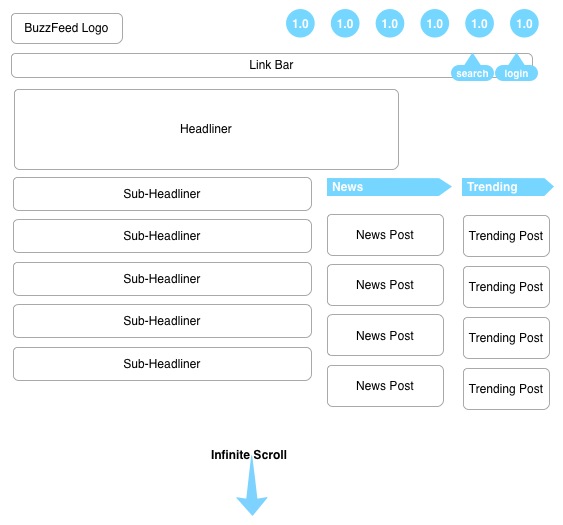 BuzzFeed Logo
1.0 1.0 1.0 1.0 1.0 1.0
Link Bar
search login
Headliner
Sub-Headliner
Sub-Headliner
Sub-Headliner
Sub-Headliner
Sub-Headliner
News
News Post
News Post
News Post
News Post
Trending
Trending Post
Trending Post
Trending Post
Trending Post
Infinite Scroll